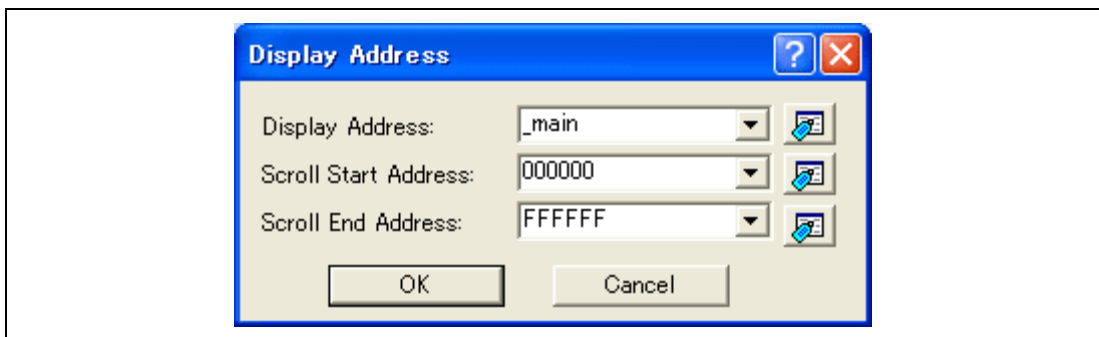 Display Address
Display Address: _main
Scroll Start Address: 000000
Scroll End Address: FFFFFF
OK Cancel